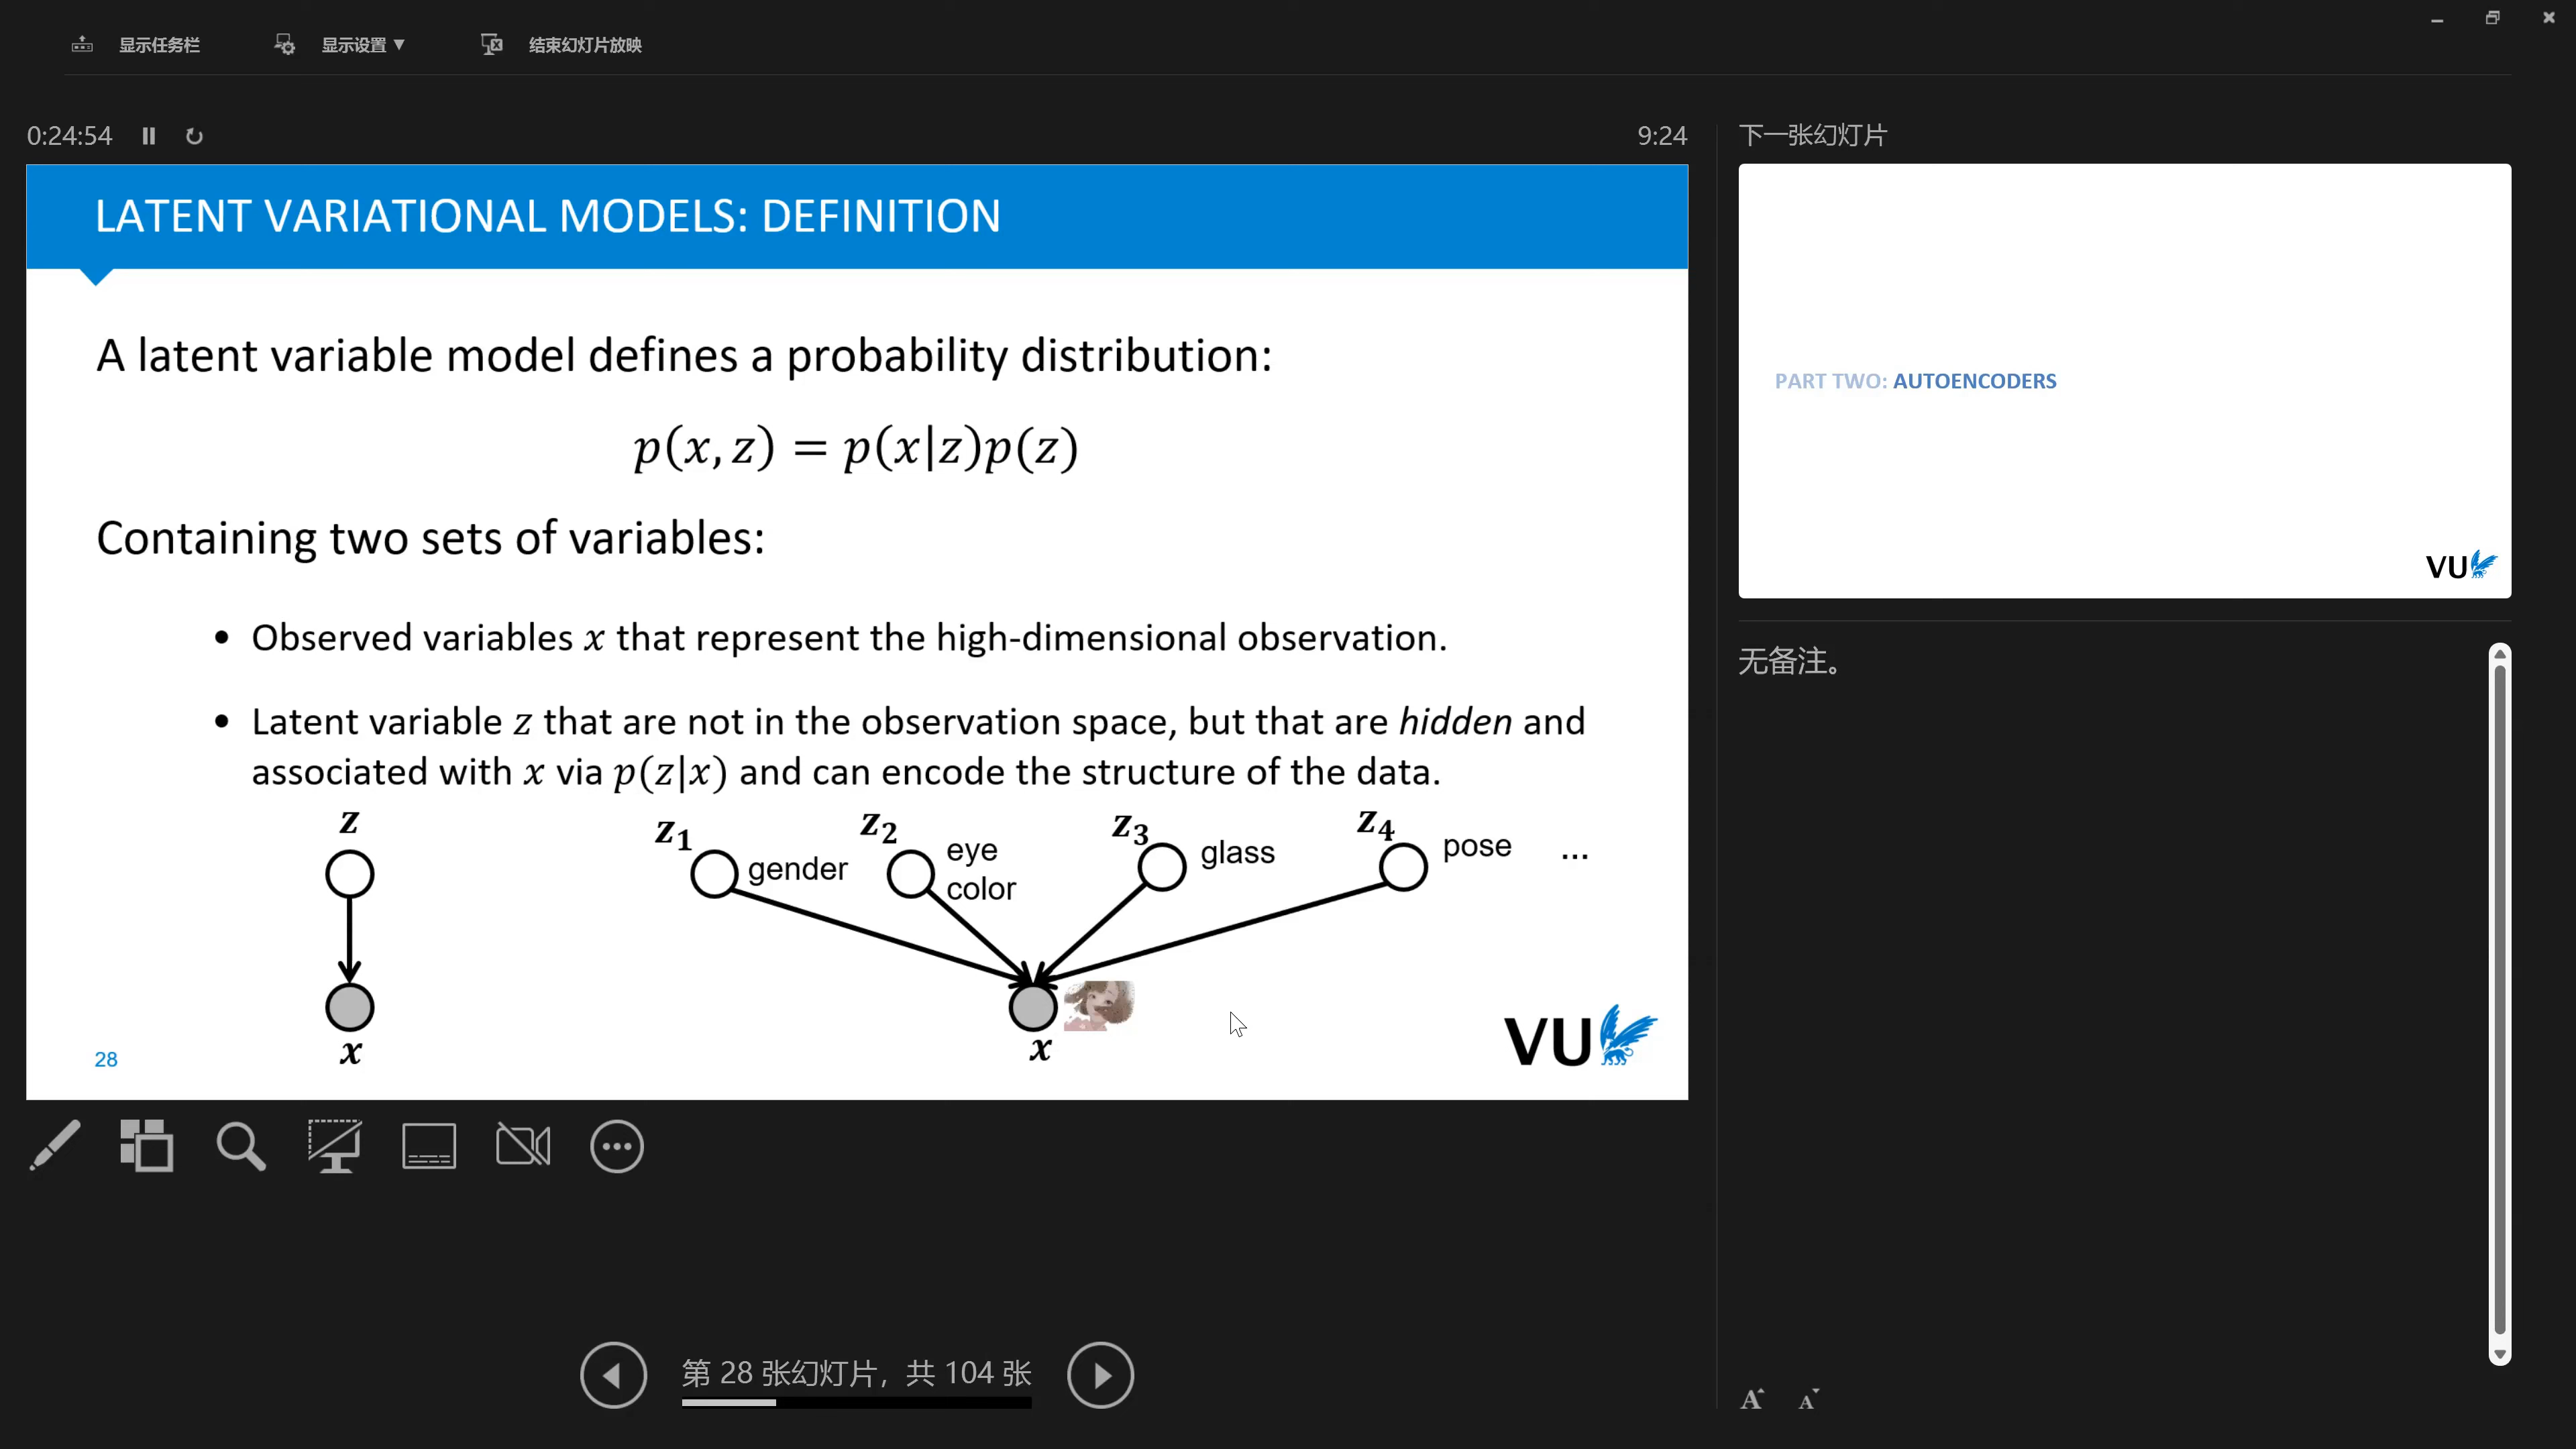 显示任务栏
显示设置 ▼
结束幻灯片放映
0:24:54
9:24
LATENT VARIATIONAL MODELS: DEFINITION
A latent variable model defines a probability distribution:
p(x, z) = p(x|z)p(z)
Containing two sets of variables:
• Observed variables x that represent the high-dimensional observation.
• Latent variable z that are not in the observation space, but that are hidden and
associated with x via p(z|x) and can encode the structure of the data.
z
x
z₁ gender
z₂ eye
color
z₃ glass
z₄ pose
...
x
28
VU
下一张幻灯片
PART TWO: AUTOENCODERS
VU
无备注。
第 28 张幻灯片，共 104 张
A A